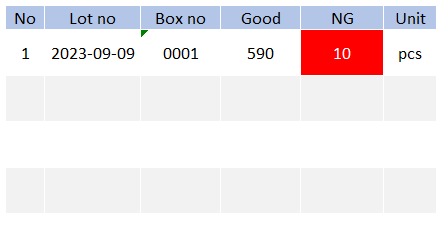 No Lot no Box no Good NG Unit
1 2023-09-09 0001 590 10 pcs